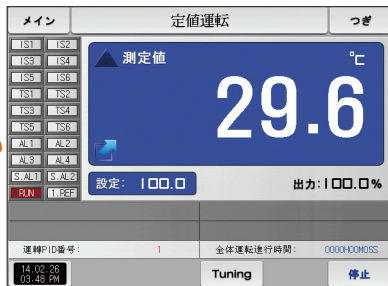 メイン 定値運転 つぎ
IS1 IS2
IS3 IS4
IS5 IS6
TS1 TS2
TS3 TS4
TS5 TS6
AL1 AL2
AL3 AL4
S.AL1 S.AL2
RUN 1.REF
測定値 ℃
29.6
設定: 100.0 出力:100.0%
運轉PID番号: 1 全体運転進行時間: 0000H00M05S
14.02.26
03.48 PM
Tuning 停止